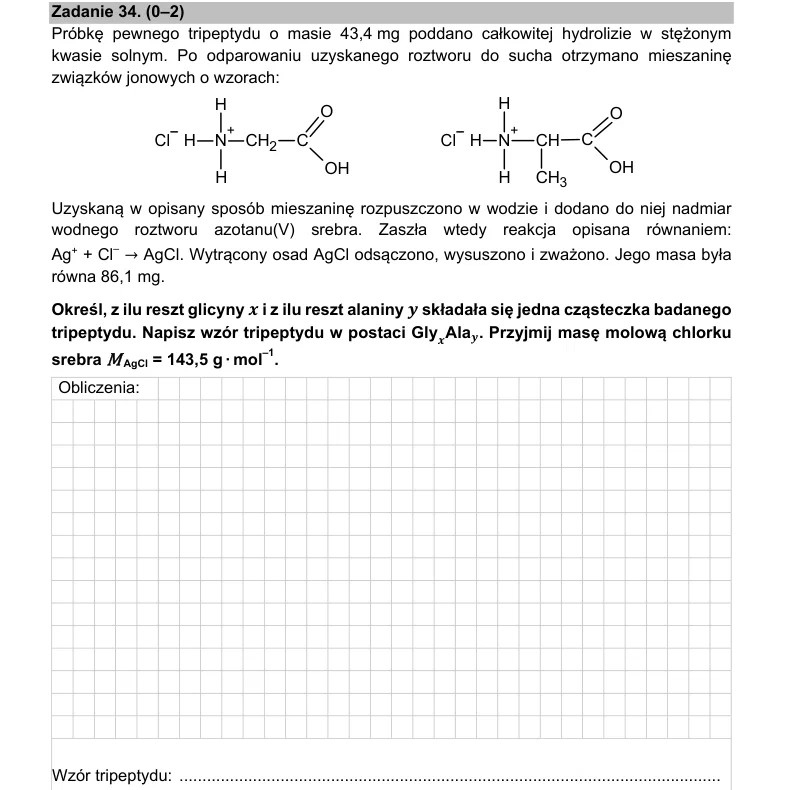 Zadanie 34. (0–2)
Próbkę pewnego tripeptydu o masie 43,4 mg poddano całkowitej hydrolizie w stężonym
kwasie solnym. Po odparowaniu uzyskanego roztworu do sucha otrzymano mieszaninę
związków jonowych o wzorach:
H
O
Cl⁻ H–N⁺–CH₂–C
OH
H
H
O
Cl⁻ H–N⁺–CH–C
OH
H CH₃
Uzyskaną w opisany sposób mieszaninę rozpuszczono w wodzie i dodano do niej nadmiar
wodnego roztworu azotanu(V) srebra. Zaszła wtedy reakcja opisana równaniem:
Ag⁺ + Cl⁻ → AgCl. Wytrącony osad AgCl odsączono, wysuszono i zważono. Jego masa była
równa 86,1 mg.
Określ, z ilu reszt glicyny x i z ilu reszt alaniny y składała się jedna cząsteczka badanego
tripeptydu. Napisz wzór tripeptydu w postaci GlyₓAlaᵧ. Przyjmij masę molową chlorku
srebra M_AgCl = 143,5 g · mol⁻¹.
Obliczenia:
Wzór tripeptydu: ................................................................................